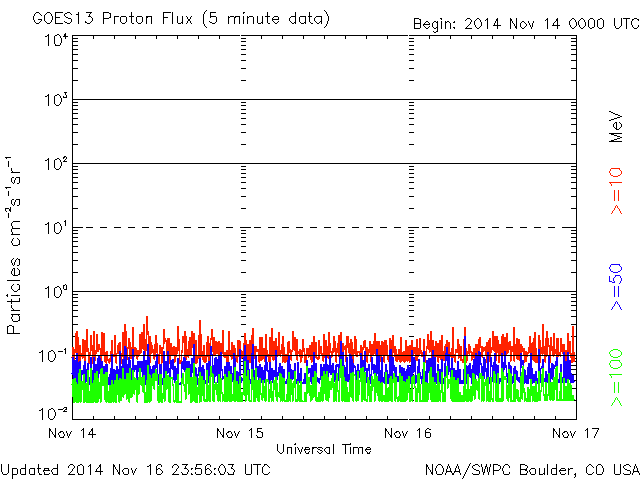 GOES13 Proton Flux (5 minute data)
Begin: 2014 Nov 14 0000 UTC
Particles cm⁻²s⁻¹sr⁻¹
10⁴
10³
10²
10¹
10⁰
10⁻¹
10⁻²
Nov 14
Nov 15
Nov 16
Nov 17
Universal Time
MeV
>=10
>=50
>=100
Updated 2014 Nov 16 23:56:03 UTC
NOAA/SWPC Boulder, CO USA